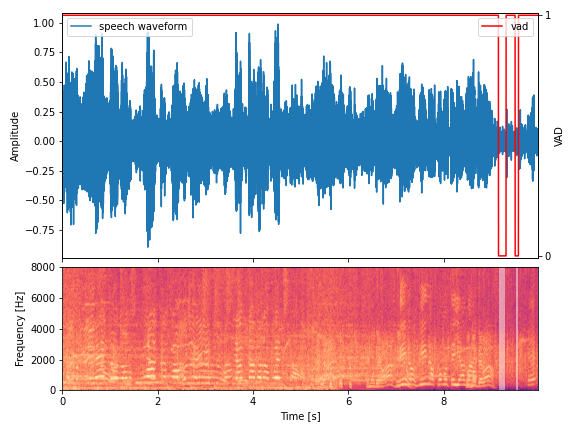 speech waveform
vad
1.00
0.75
0.50
0.25
0.00
−0.25
−0.50
−0.75
Amplitude
1
0
VAD
8000
6000
4000
2000
0
Frequency [Hz]
0 2 4 6 8
Time [s]